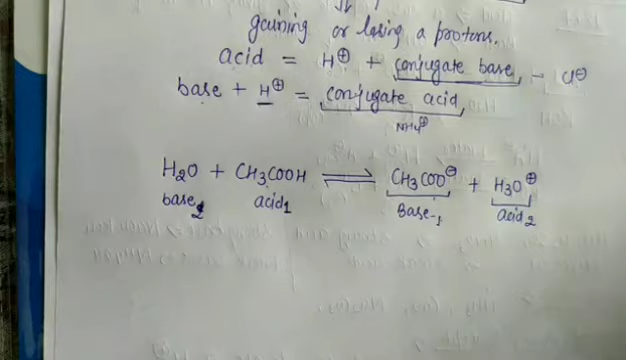 gaining or losing a protons.
acid = H⊕ + conjugate base – Cl⊖
base + H⊕ = conjugate acid
NH₄⊕
H₂O + CH₃COOH ⇌ CH₃COO⊖ + H₃O⊕
base₂ acid₁ Base-₁ acid₂